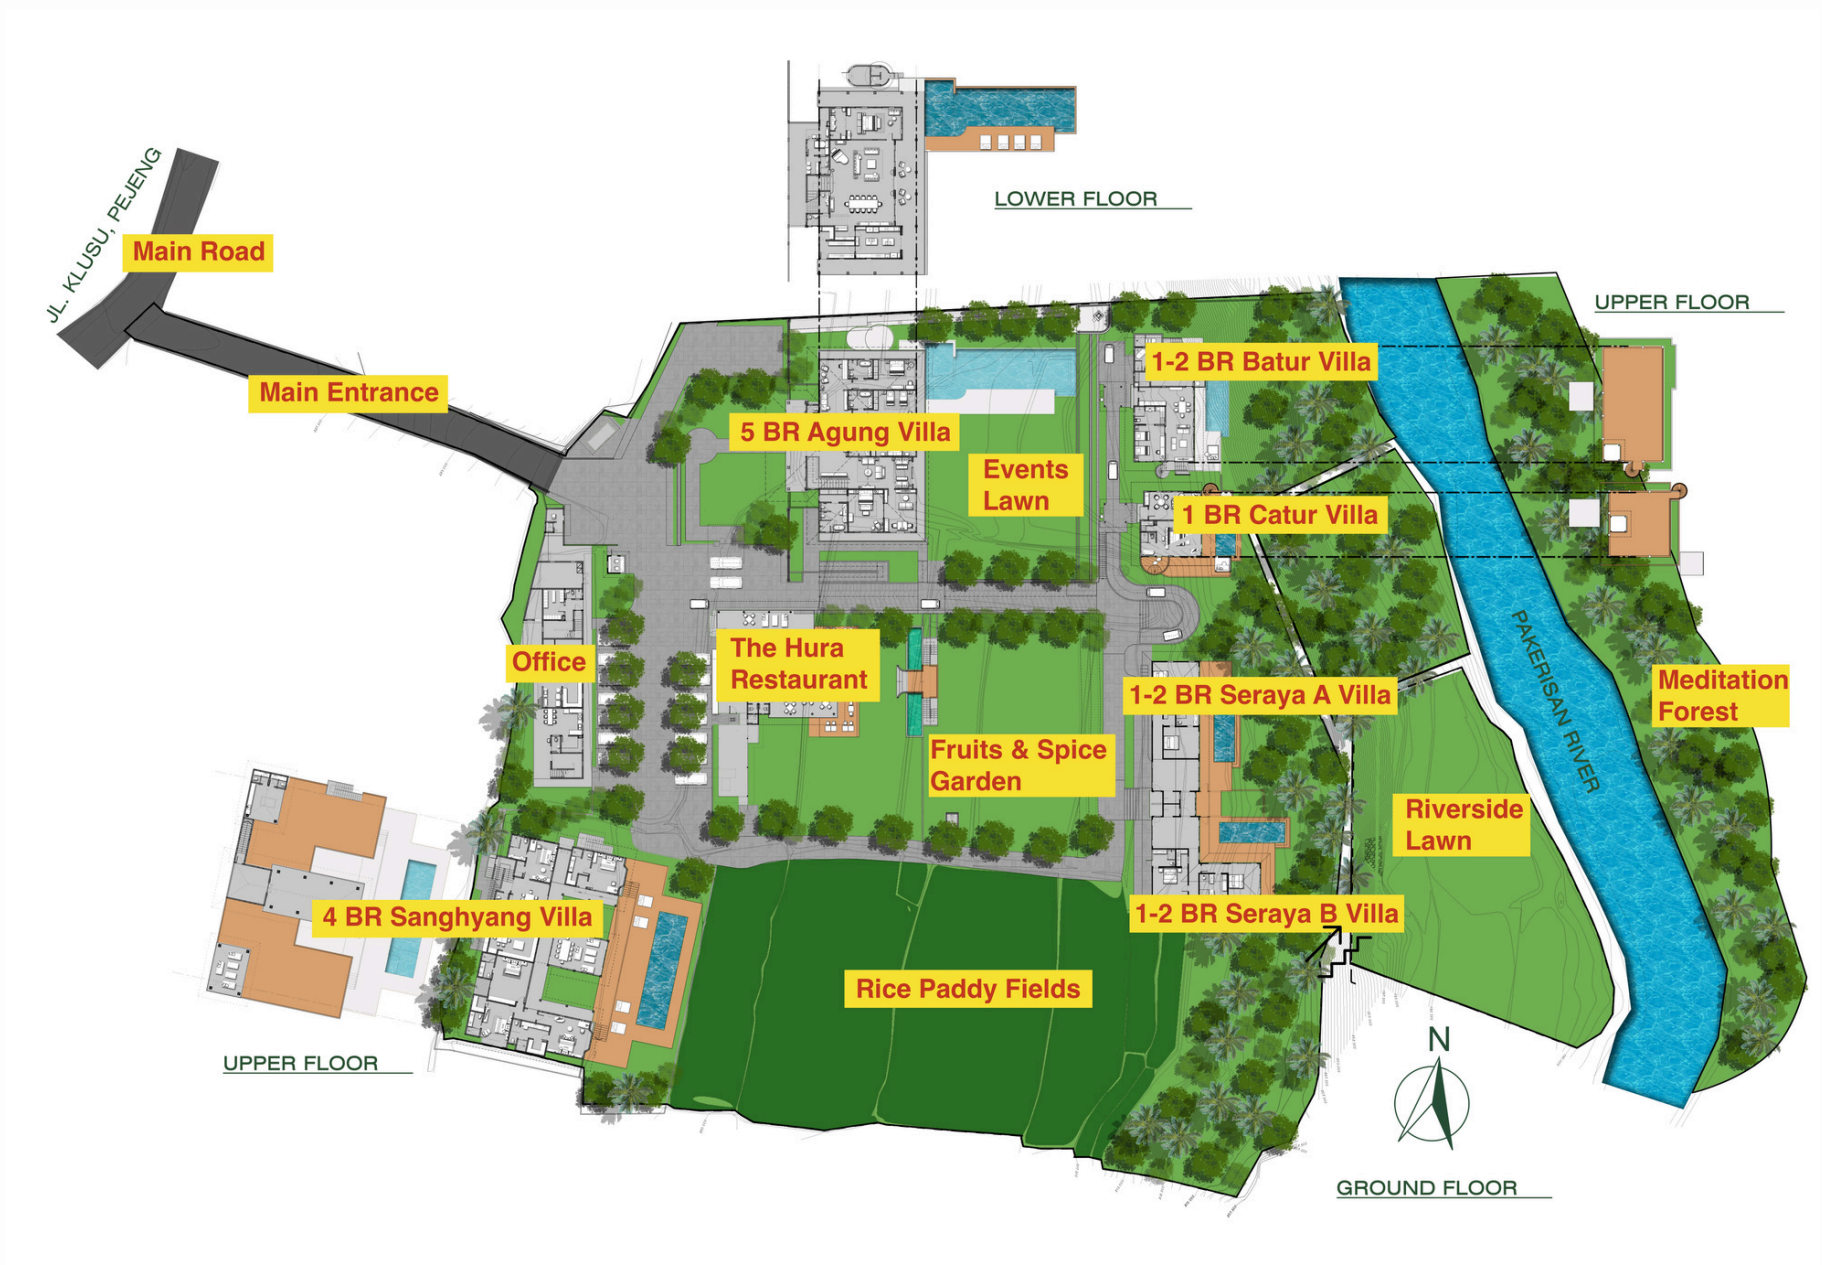 LOWER FLOOR
JL. KLUSU, PEJENG
Main Road
UPPER FLOOR
Main Entrance
1-2 BR Batur Villa
5 BR Agung Villa
Events
Lawn
1 BR Catur Villa
The Hura
Restaurant
Office
1-2 BR Seraya A Villa
PAKERISAN RIVER
Meditation
Forest
Fruits & Spice
Garden
Riverside
Lawn
4 BR Sanghyang Villa
1-2 BR Seraya B Villa
Rice Paddy Fields
UPPER FLOOR
N
GROUND FLOOR